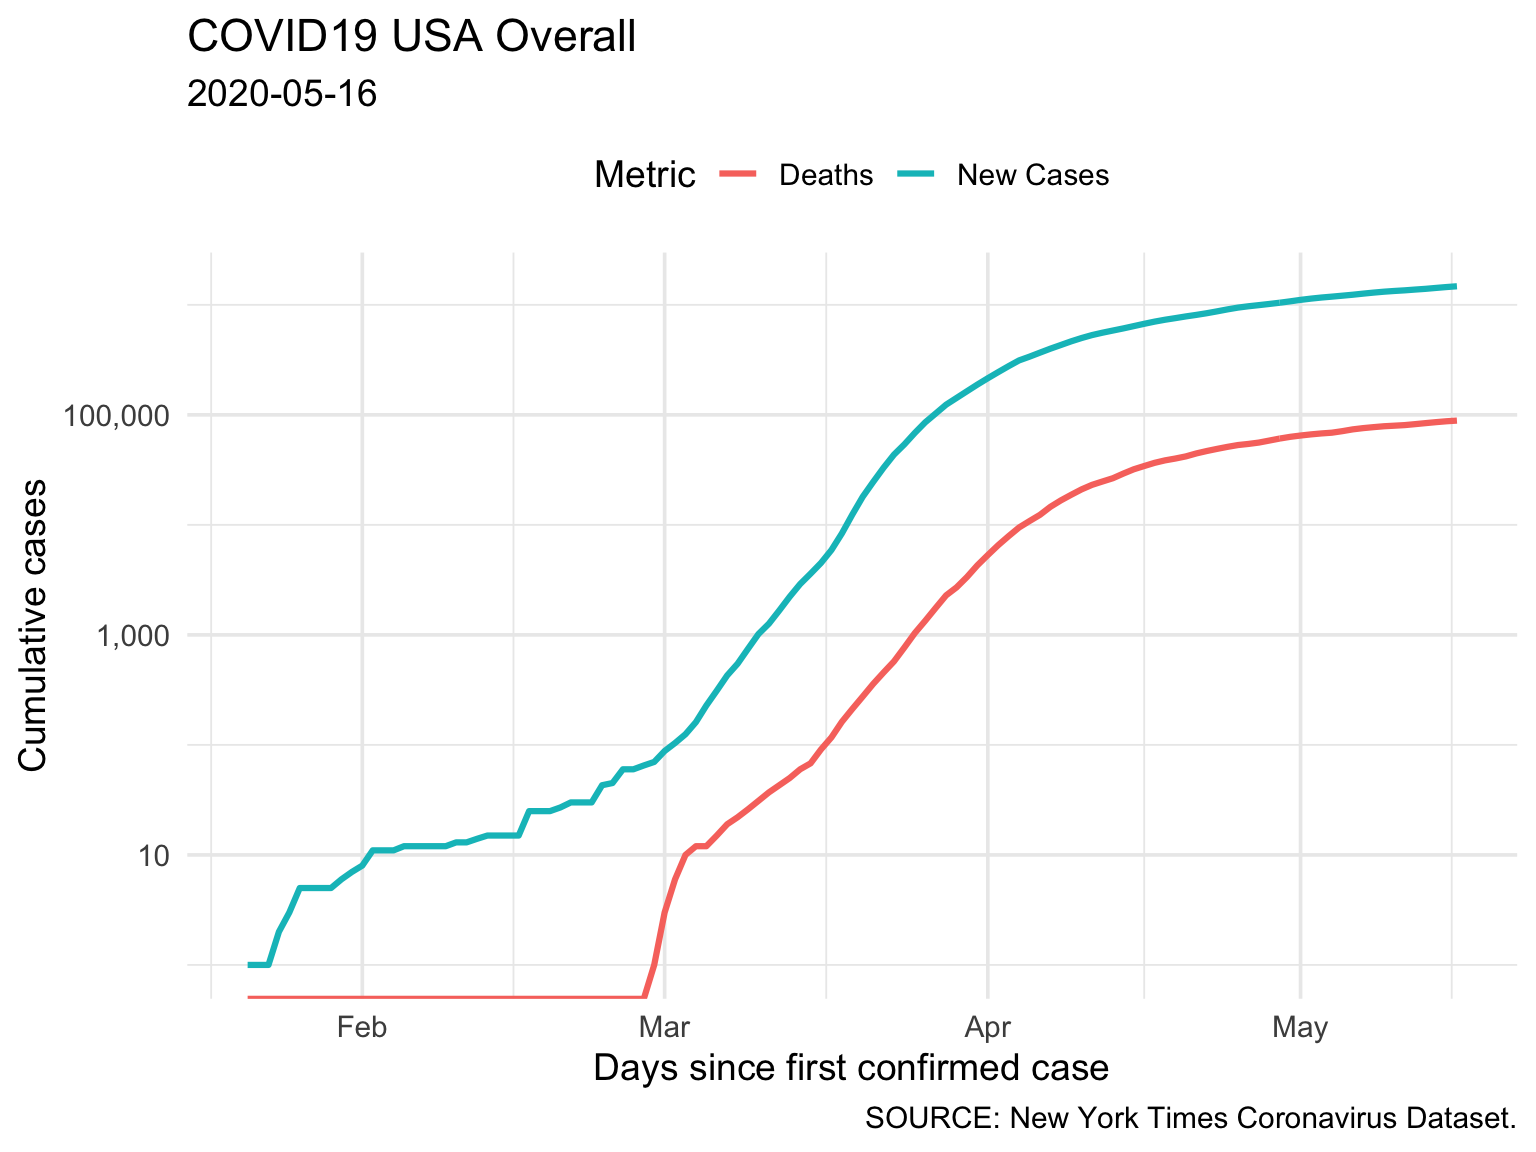 COVID19 USA Overall
2020-05-16
Metric Deaths New Cases
Cumulative cases
100,000
1,000
10
Feb Mar Apr May
Days since first confirmed case
SOURCE: New York Times Coronavirus Dataset.